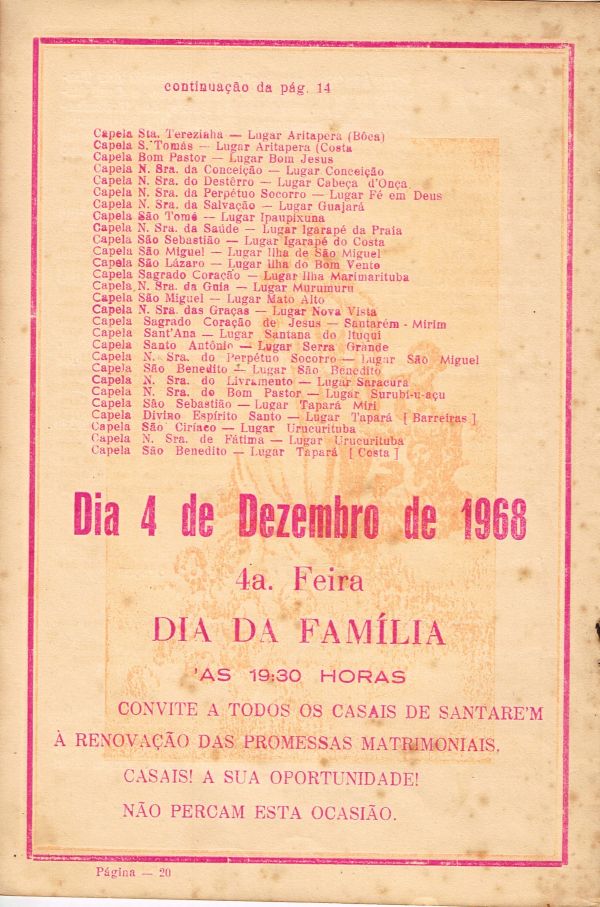 continuação da pág. 14
Capela Sta. Terezinha — Lugar Aritapera (Bôca)
Capela S. Tomás — Lugar Aritapera (Costa
Capela Bom Pastor — Lugar Bom Jesus
Capela N. Sra. da Conceição — Lugar Conceição
Capela N. Sra. do Destêrro — Lugar Cabeça d'Onça
Capela N. Sra. da Perpétuo Socorro — Lugar Fé em Deus
Capela N. Sra. da Salvação — Lugar Guajará
Capela São Tomé — Lugar Ipaupixuna
Capela N. Sra. da Saúde — Lugar Igarapé da Praia
Capela São Sebastião — Lugar Igarapé do Costa
Capela São Miguel — Lugar Ilha de São Miguel
Capela São Lázaro — Lugar Ilha do Bom Vento
Capela Sagrado Coração — Lugar Ilha Marimarituba
Capela N. Sra. da Guia — Lugar Murumuru
Capela São Miguel — Lugar Mato Alto
Capela N. Sra. das Graças — Lugar Nova Vista
Capela Sagrado Coração de Jesus — Santarém - Mirim
Capela Sant'Ana — Lugar Santana do Ituqui
Capela Santo Antônio — Lugar Serra Grande
Capela N. Sra. do Perpétuo Socorro — Lugar São Miguel
Capela São Benedito — Lugar São Benedito
Capela N. Sra. do Livramento — Lugar Saracura
Capela N. Sra. do Bom Pastor — Lugar Surubi-u-açu
Capela São Sebastião — Lugar Tapará Miri
Capela Divino Espírito Santo — Lugar Tapará [ Barreiras ]
Capela São Ciríaco — Lugar Urucurituba
Capela N. Sra. de Fátima — Lugar Urucurituba
Capela São Benedito — Lugar Tapará [ Costa ]
Dia 4 de Dezembro de 1968
4a. Feira
DIA DA FAMÍLIA
'AS 19:30 HORAS
CONVITE A TODOS OS CASAIS DE SANTARE'M
À RENOVAÇÃO DAS PROMESSAS MATRIMONIAIS.
CASAIS! A SUA OPORTUNIDADE!
NÃO PERCAM ESTA OCASIÃO.
Página — 20